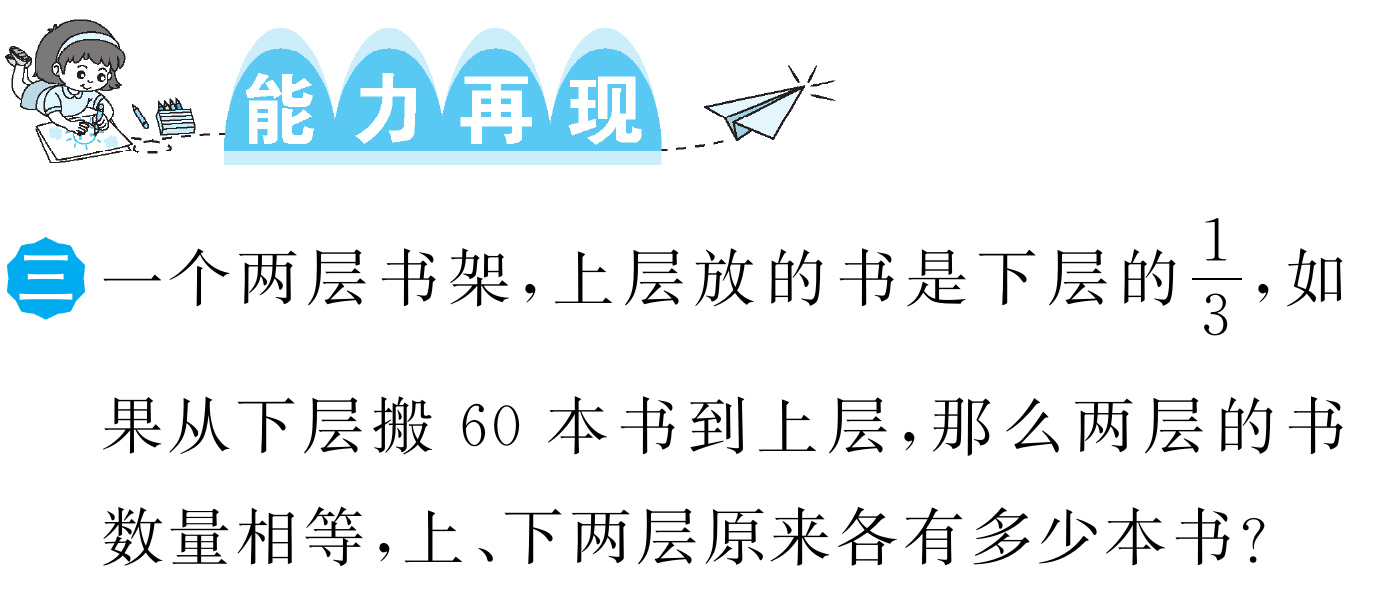 能力再现
三 一个两层书架,上层放的书是下层的1/3,如
果从下层搬 60 本书到上层,那么两层的书
数量相等,上、下两层原来各有多少本书?